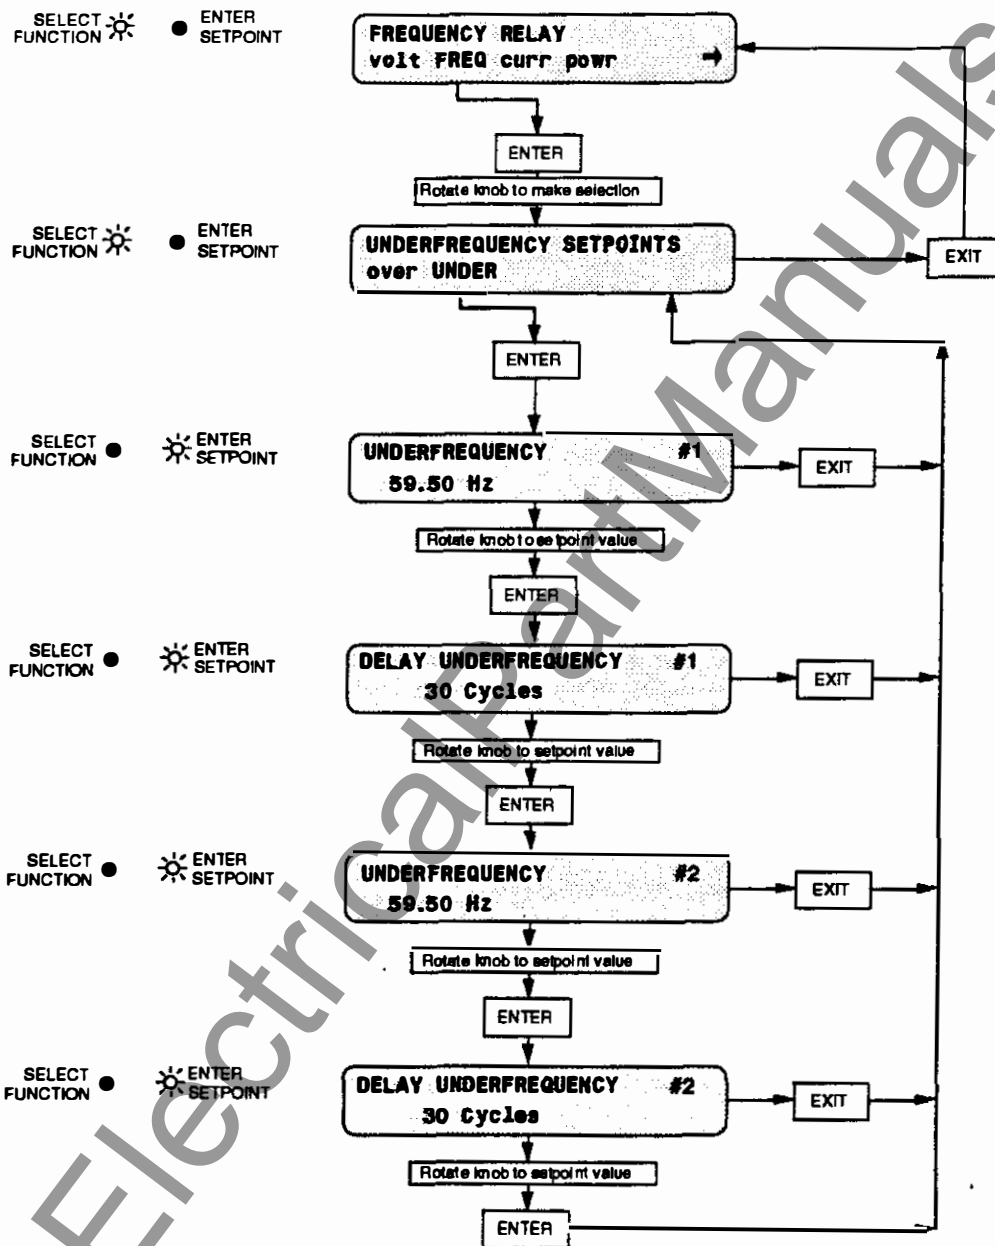 SELECT
FUNCTION
ENTER
SETPOINT
FREQUENCY RELAY
volt FREQ curr powr →
ENTER
Rotate knob to make selection
SELECT
FUNCTION
ENTER
SETPOINT
UNDERFREQUENCY SETPOINTS
over UNDER
EXIT
ENTER
SELECT
FUNCTION
ENTER
SETPOINT
UNDERFREQUENCY #1
59.50 Hz
EXIT
Rotate knob to setpoint value
ENTER
SELECT
FUNCTION
ENTER
SETPOINT
DELAY UNDERFREQUENCY #1
30 Cycles
EXIT
Rotate knob to setpoint value
ENTER
SELECT
FUNCTION
ENTER
SETPOINT
UNDERFREQUENCY #2
59.50 Hz
EXIT
Rotate knob to setpoint value
ENTER
SELECT
FUNCTION
ENTER
SETPOINT
DELAY UNDERFREQUENCY #2
30 Cycles
EXIT
Rotate knob to setpoint value
ENTER
ElectricalPartManuals